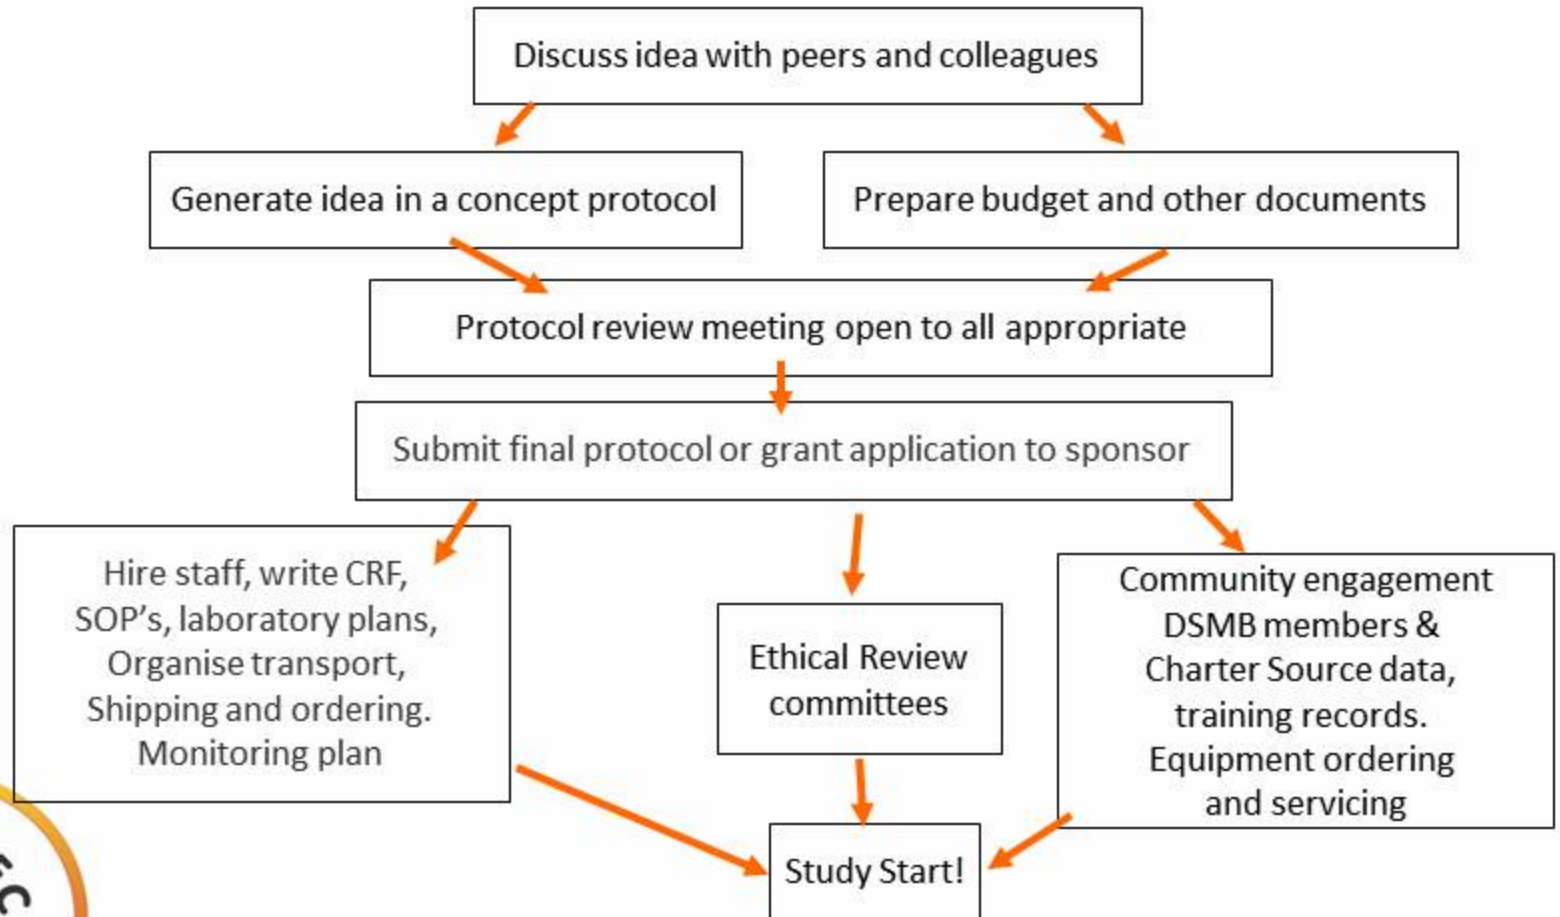 Discuss idea with peers and colleagues
Generate idea in a concept protocol
Prepare budget and other documents
Protocol review meeting open to all appropriate
Submit final protocol or grant application to sponsor
Hire staff, write CRF,
SOP's, laboratory plans,
Organise transport,
Shipping and ordering.
Monitoring plan
Ethical Review
committees
Community engagement
DSMB members &
Charter Source data,
training records.
Equipment ordering
and servicing
Study Start!